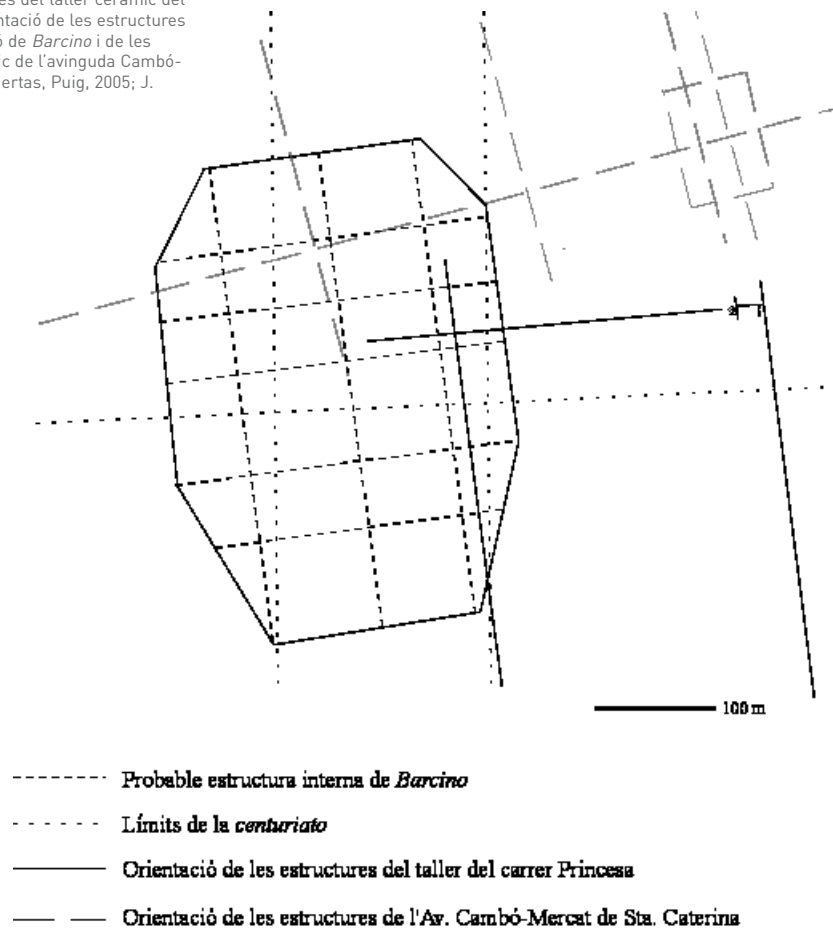 es del taller ceràmic del
ntació de les estructures
ó de Barcino i de les
ic de l'avinguda Cambó-
ertas, Puig, 2005; J.
100 m
Probable estructura interna de Barcino
Límits de la centuriato
Orientació de les estructures del taller del carrer Princesa
Orientació de les estructures de l'Av. Cambó-Mercat de Sta. Caterina